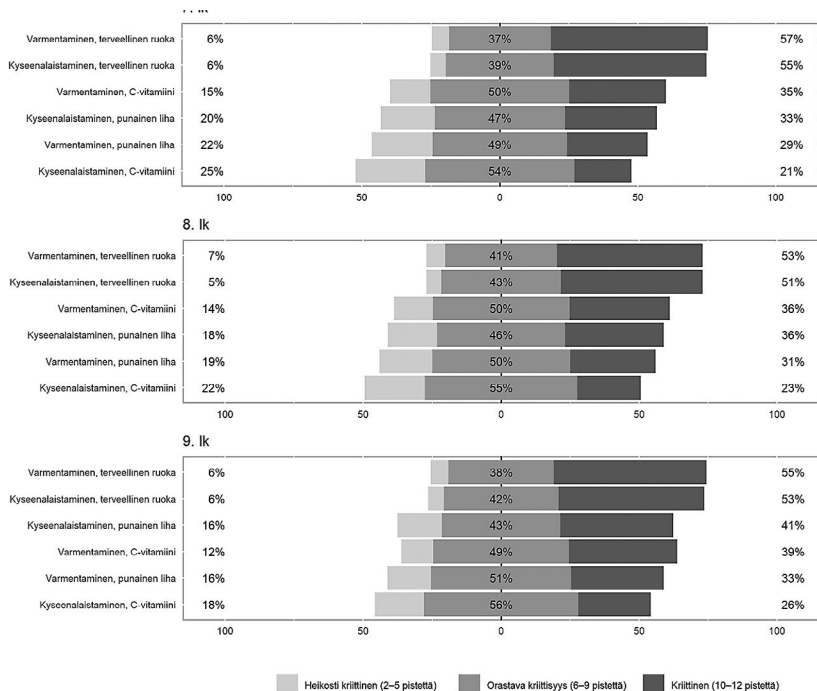 Varmentaminen, terveellinen ruoka 6% 37% 57%
Kyseenalaistaminen, terveellinen ruoka 6% 39% 55%
Varmentaminen, C-vitamiini 15% 50% 35%
Kyseenalaistaminen, punainen liha 20% 47% 33%
Varmentaminen, punainen liha 22% 49% 29%
Kyseenalaistaminen, C-vitamiini 25% 54% 21%
100 50 0 50 100
8. lk
Varmentaminen, terveellinen ruoka 7% 41% 53%
Kyseenalaistaminen, terveellinen ruoka 5% 43% 51%
Varmentaminen, C-vitamiini 14% 50% 36%
Kyseenalaistaminen, punainen liha 18% 46% 36%
Varmentaminen, punainen liha 19% 50% 31%
Kyseenalaistaminen, C-vitamiini 22% 55% 23%
100 50 0 50 100
9. lk
Varmentaminen, terveellinen ruoka 6% 38% 55%
Kyseenalaistaminen, terveellinen ruoka 6% 42% 53%
Kyseenalaistaminen, punainen liha 16% 43% 41%
Varmentaminen, C-vitamiini 12% 49% 39%
Varmentaminen, punainen liha 16% 51% 33%
Kyseenalaistaminen, C-vitamiini 18% 56% 26%
100 50 0 50 100
Heikosti kriittinen (2–5 pistettä) Orastava kriittisyys (6–9 pistettä) Kriittinen (10–12 pistettä)